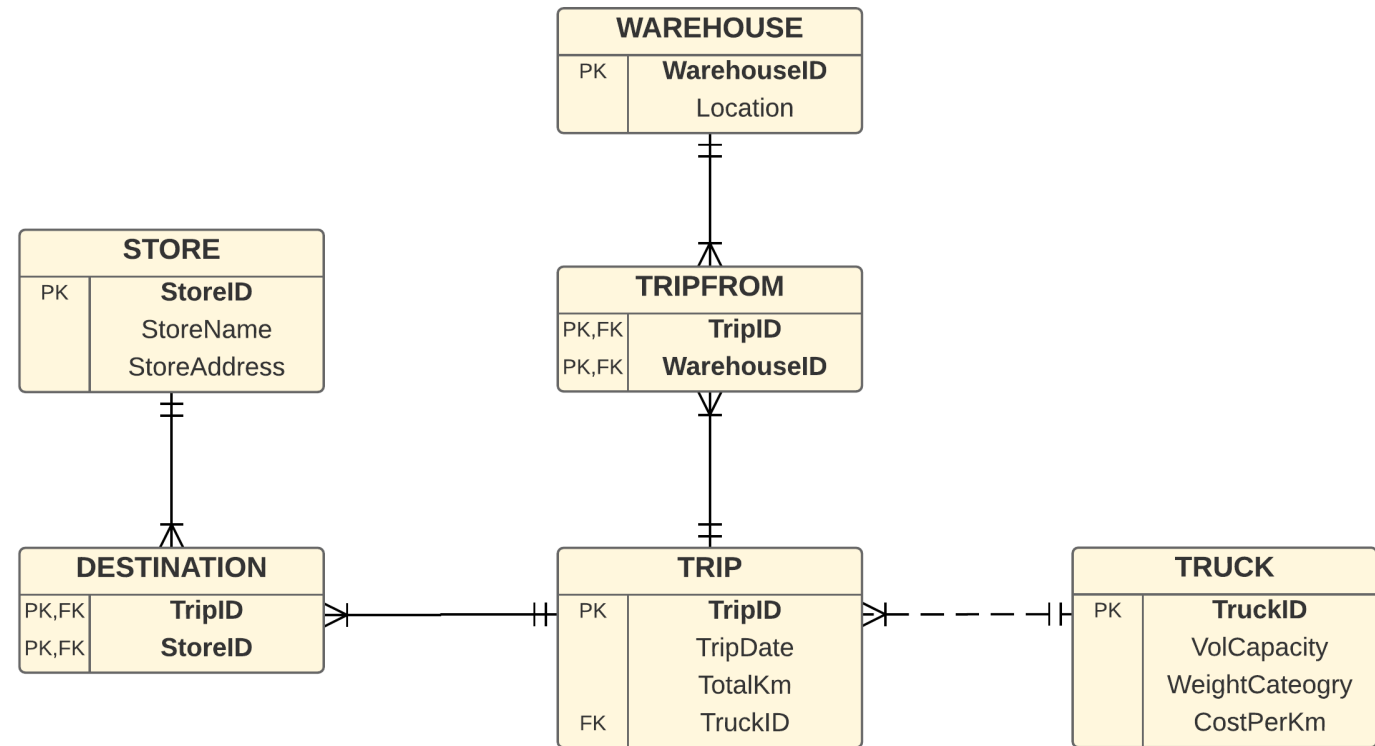 WAREHOUSE
PK WarehouseID
Location
STORE
PK StoreID
StoreName
StoreAddress
TRIPFROM
PK,FK TripID
PK,FK WarehouseID
DESTINATION
PK,FK TripID
PK,FK StoreID
TRIP
PK TripID
TripDate
TotalKm
FK TruckID
TRUCK
PK TruckID
VolCapacity
WeightCateogry
CostPerKm